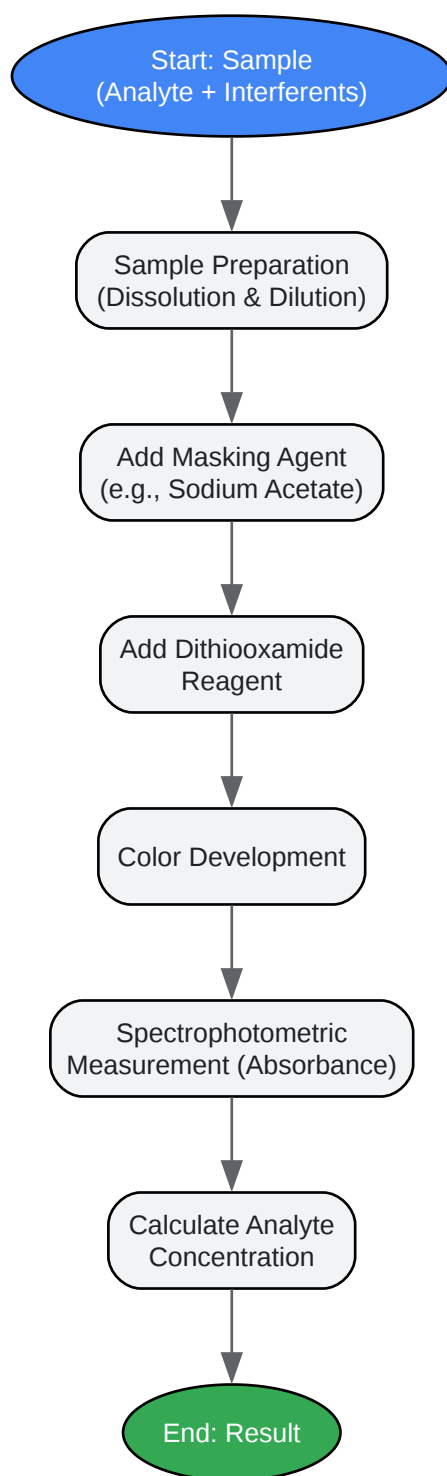 Start: Sample
(Analyte + Interferents)
Sample Preparation
(Dissolution & Dilution)
Add Masking Agent
(e.g., Sodium Acetate)
Add Dithiooxamide
Reagent
Color Development
Spectrophotometric
Measurement (Absorbance)
Calculate Analyte
Concentration
End: Result